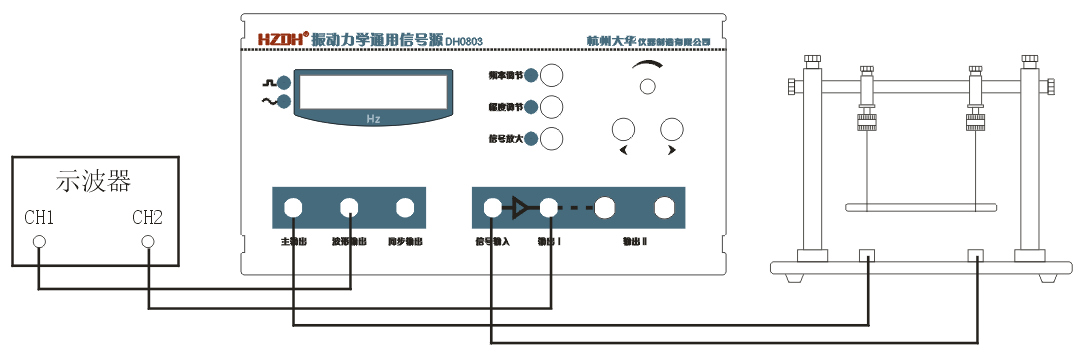 HZDH® 振动力学通用信号源 DH0803
杭州大华仪器制造有限公司
频率调节
幅度调节
信号放大
Hz
示波器
CH1
CH2
主输出
波形输出
同步输出
信号输入
输出 I
输出 II